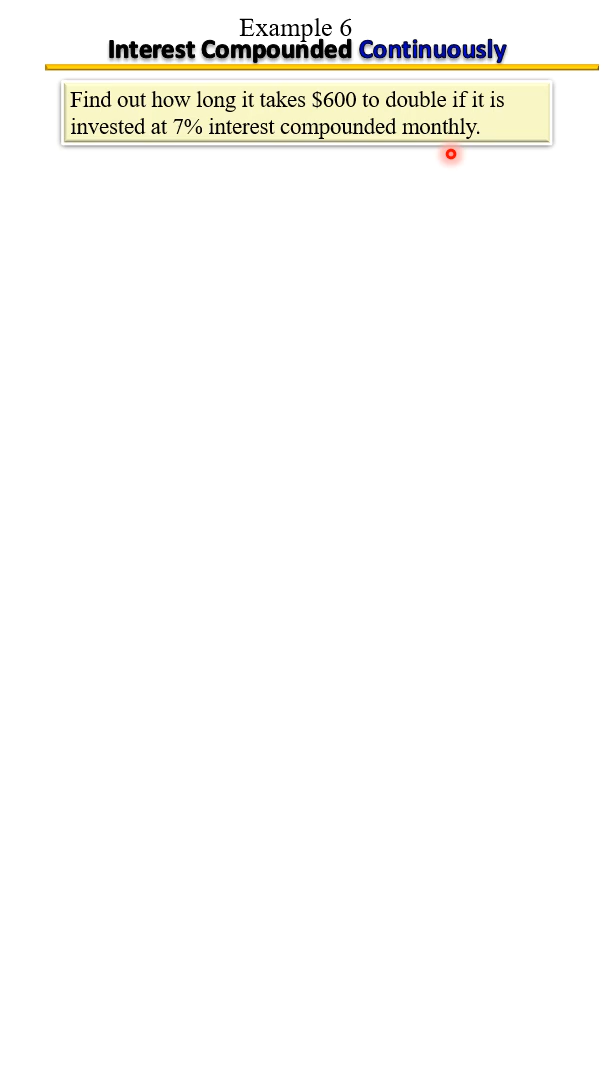 Example 6
Interest Compounded Continuously
Find out how long it takes $600 to double if it is
invested at 7% interest compounded monthly.